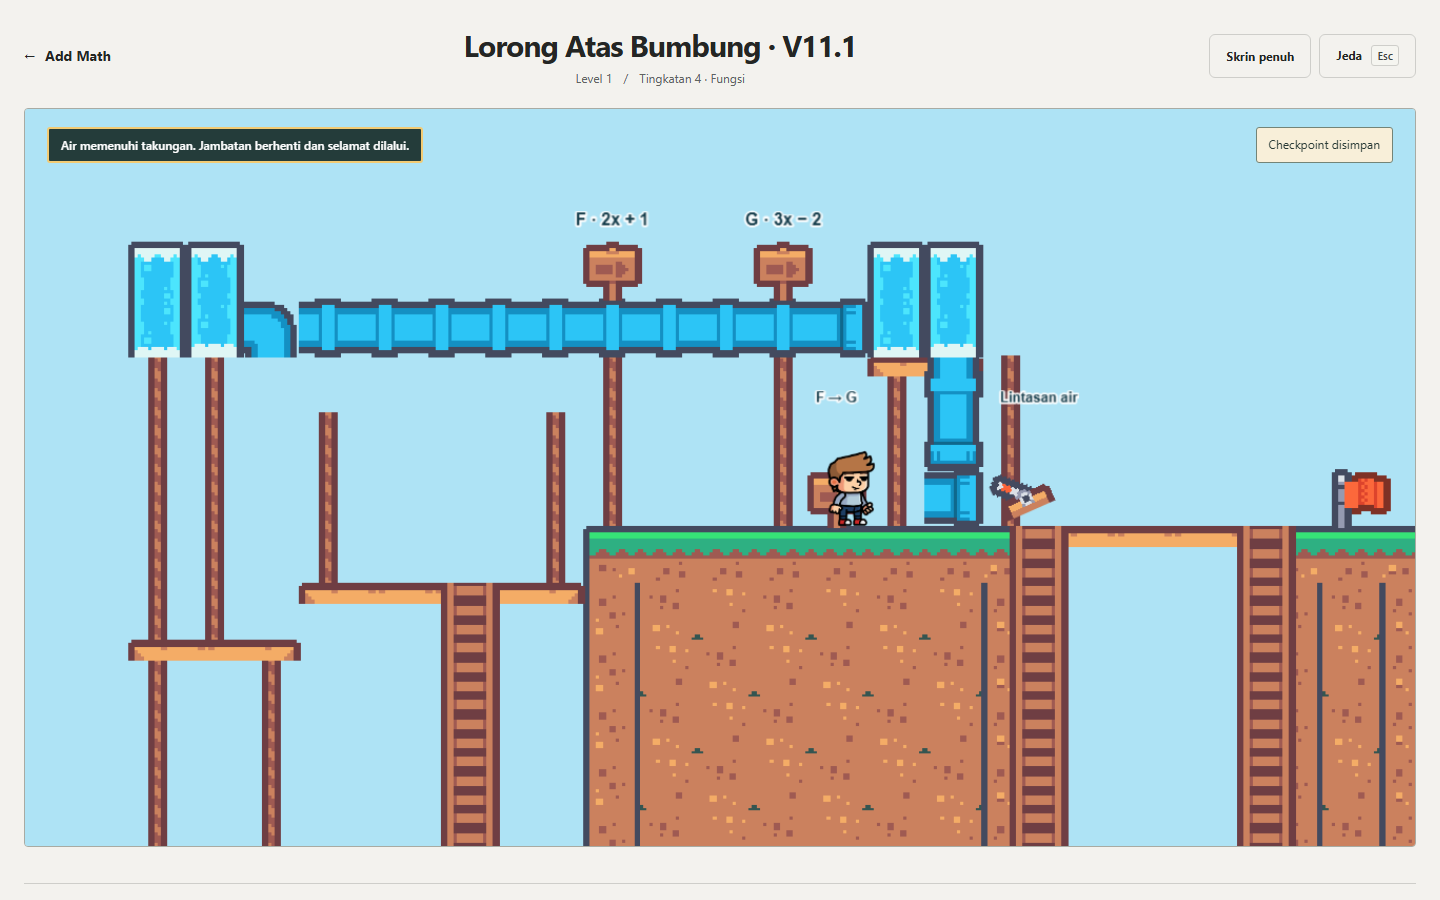 ← Add Math
Lorong Atas Bumbung · V11.1
Level 1 / Tingkatan 4 · Fungsi
Skrin penuh
Jeda Esc
Air memenuhi takungan. Jambatan berhenti dan selamat dilalui.
Checkpoint disimpan
F · 2x + 1
G · 3x − 2
F → G
Lintasan air